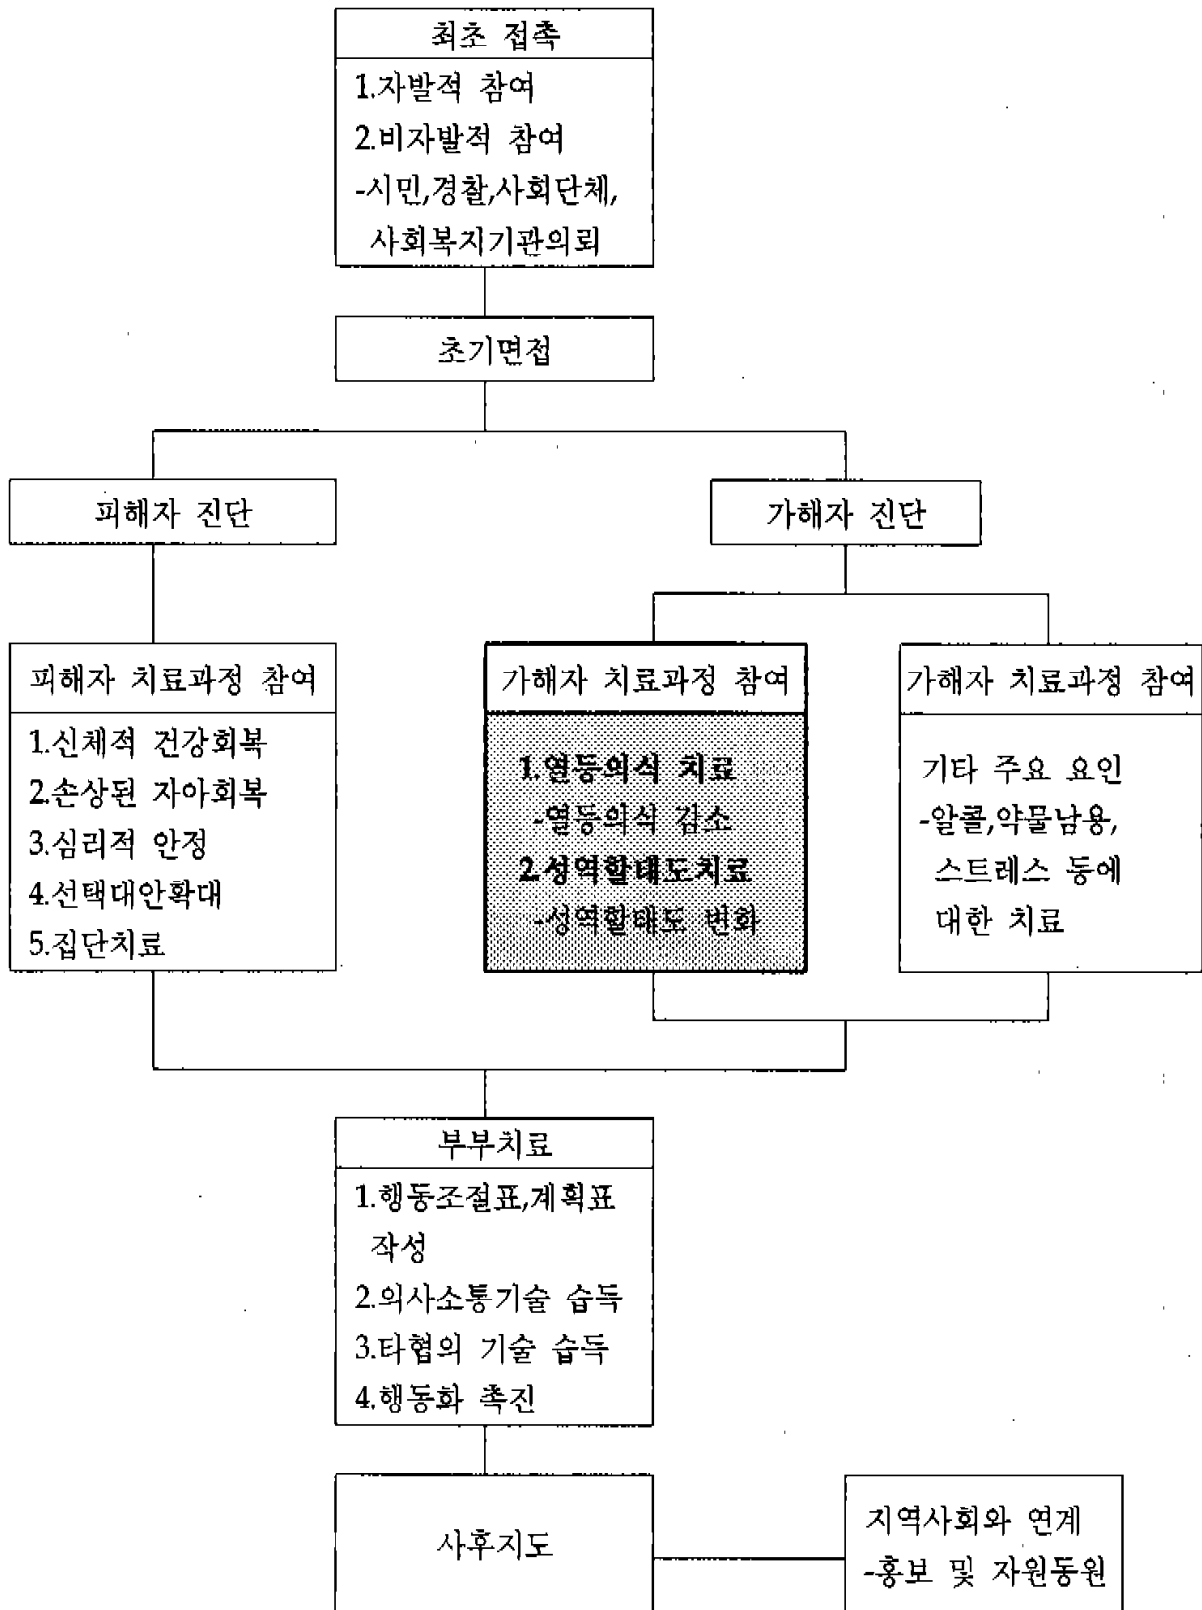 최초 접촉
1.자발적 참여
2.비자발적 참여
-시민,경찰,사회단체,
사회복지기관의뢰
초기면접
피해자 진단
가해자 진단
피해자 치료과정 참여
1.신체적 건강회복
2.손상된 자아회복
3.심리적 안정
4.선택대안확대
5.집단치료
가해자 치료과정 참여
1.열등의식 치료
-열등의식 감소
2.성역할태도치료
-성역할태도 변화
가해자 치료과정 참여
기타 주요 요인
-알콜,약물남용,
스트레스 등에
대한 치료
부부치료
1.행동조절표,계획표
작성
2.의사소통기술 습득
3.타협의 기술 습득
4.행동화 촉진
사후지도
지역사회와 연계
-홍보 및 자원동원